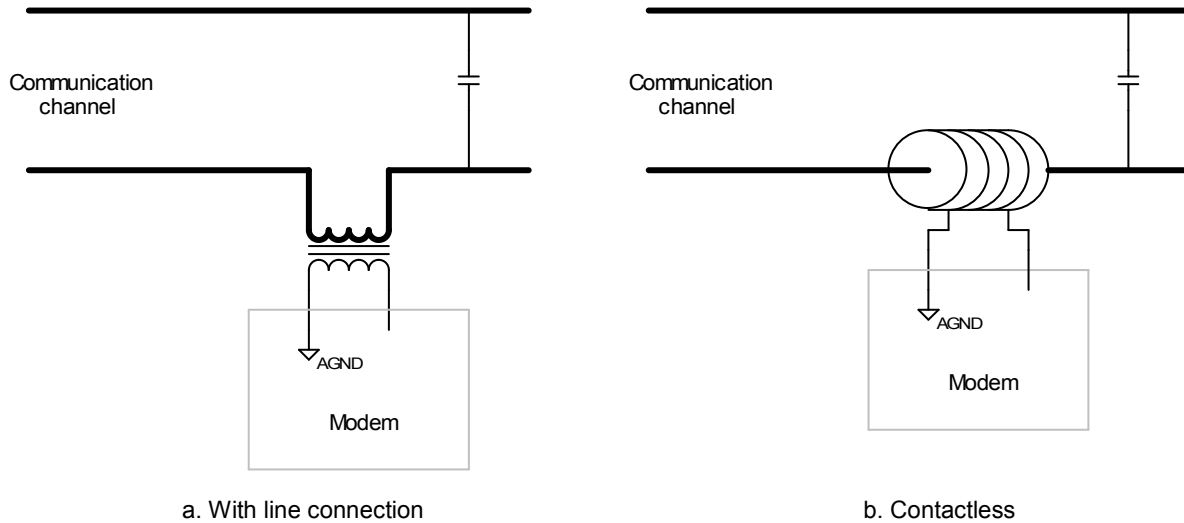 Communication
channel
AGND
Modem
a. With line connection
Communication
channel
AGND
Modem
b. Contactless